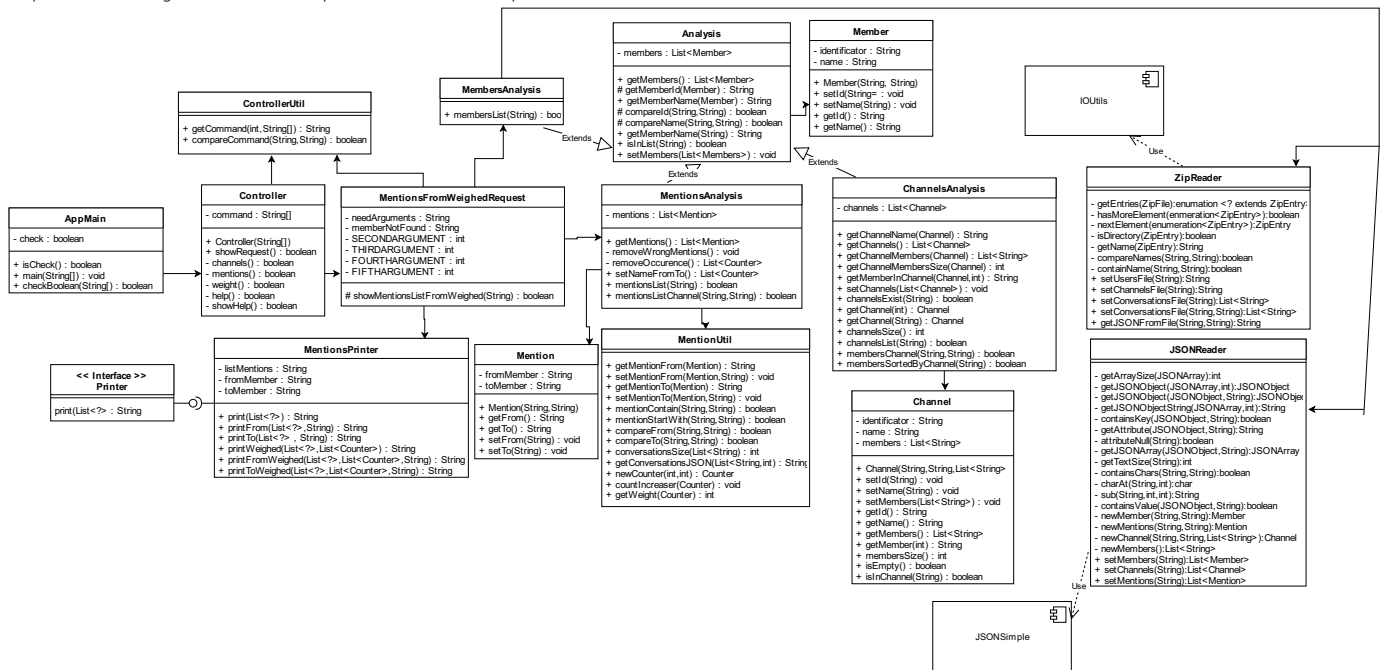 Analysis
- members : List<Member>
+ getMembers() : List<Member>
# getMemberId(Member) : String
+ getMemberName(Member) : String
# compareId(String,String) : boolean
# compareName(String,String) : boolean
+ getMemberName(Member) : String
+ isInList(String) : boolean
+ setMembers(List<Members>) : void
Member
- identificator : String
- name : String
+ Member(String, String)
+ setId(String= : void
+ setName(String) : void
+ getId() : String
+ getName() : String
MembersAnalysis
+ membersList(String) : boo
Extends
Extends
Extends
IOUtils
Use
ControllerUtil
+ getCommand(int,String[]) : String
+ compareCommand(String,String) : boolean
AppMain
- check : boolean
+ isCheck() : boolean
+ main(String[]) : void
+ checkBoolean(String[) : boolean
Controller
- command : String[]
+ Controller(String[])
+ showRequest() : boolean
- channels() : boolean
- mentions() : boolean
- weight() : boolean
- help() : boolean
- showHelp() : boolean
MentionsFromWeighedRequest
- needArguments : String
- memberNotFound : String
- SECONDARGUMENT : int
- THIRDARGUMENT : int
- FOURTHARGUMENT : int
- FIFTHARGUMENT : int
# showMentionsListFromWeighed(String) : boolean
MentionsAnalysis
- mentions : List<Mention>
+ getMentions() : List<Mention>
- removeWrongMentions() : void
- removeOccurence() : List<Counter>
+ setNameFromTo() : List<Counter>
+ mentionsList(String) : boolean
+ mentionsListChannel(String,String) : boolean
ChannelsAnalysis
- channels : List<Channel>
+ getChannelName(Channel) : String
+ getChannels() : List<Channel>
+ getChannelMembers(Channel) : List<String>
+ getChannelMembersSize(Channel) : int
+ getMemberInChannel(Channel,int) : String
+ setChannels(List<Channel>) : void
+ channelsExist(String) : boolean
+ getChannel(int) : Channel
+ getChannel(String) : Channel
+ channelsSize() : int
+ channelsList(String) : boolean
+ membersChannel(String,String) : boolean
+ membersSortedByChannel(String) : boolean
ZipReader
- getEntries(ZipFile):enumation <? extends ZipEntry:
- hasMoreElement(enmeration<ZipEntry>):boolean
- nextElement(enumeration<ZipEntry>):ZipEntry
- isDirectory(ZipEntry):boolean
- getName(ZipEntry):String
- compareNames(String,String):boolean
- containName(String,String):boolean
+ setUsersFile(String):String
+ setChannelsFile(String):String
+ setConversationsFile(String):List<String>
+ setConversationsFile(String,String):List<String>
+ getJSONFromFile(String,String):String
<< Interface >>
Printer
print(List<?> : String
MentionsPrinter
- listMentions : String
- fromMember : String
- toMember : String
+ print(List<?>) : String
+ printFrom(List<?>,String) : String
+ printTo(List<?> , String) : String
+ printWeighed(List<?>,List<Counter>) : String
+ printFromWeighed(List<?>,List<Counter>,String) : String
+ printToWeighed(List<?>,List<Counter>,String) : String
Mention
- fromMember : String
- toMember : String
+ Mention(String,String)
+ getFrom() : String
+ getTo() : String
+ setFrom(String) : void
+ setTo(String) : void
MentionUtil
+ getMentionFrom(Mention) : String
+ setMentionFrom(Mention,String) : void
+ getMentionTo(Mention) : String
+ setMentionTo(Mention,String) : void
+ mentionContain(String,String) : boolean
+ mentionStartWith(String,String) : boolean
+ compareFrom(String,String) : boolean
+ compareTo(String,String) : boolean
+ conversationsSize(List<String) : int
+ getConversationsJSON(List<String,int) : String
+ newCounter(int,int) : Counter
+ countIncreaser(Counter) : void
+ getWeight(Counter) : int
Channel
- identificator : String
- name : String
- members : List<String>
+ Channel(String,String,List<String>
+ setId(String) : void
+ setName(String) : void
+ setMembers(List<String>) : void
+ getId() : String
+ getName() : String
+ getMembers() : List<String>
+ getMember(int) : String
+ membersSize() : int
+ isEmpty() : boolean
+ isInChannel(String) : boolean
JSONReader
- getArraySize(JSONArray):int
- getJSONObject(JSONArray,int):JSONObject
- getJSONObject(JSONObject,String):JSONObje
- getJSONObjectString(JSONArray,int):String
- containsKey(JSONObject,String):boolean
- getAttribute(JSONObject,String):String
- attributeNull(String):boolean
- getJSONArray(JSONObject,String):JSONArray
- getTextSize(String):int
- containsChars(String,String):boolean
- charAt(String,int):char
- sub(String,int,int):String
- containsValue(JSONObject,String):boolean
- newMember(String,String):Member
- newMentions(String,String):Mention
- newChannel(String,String,List<String>):Channel
- newMembers():List<String>
+ setMembers(String):List<Member>
+ setChannels(String):List<Channel>
+ setMentions(String):List<Mention>
Use
JSONSimple